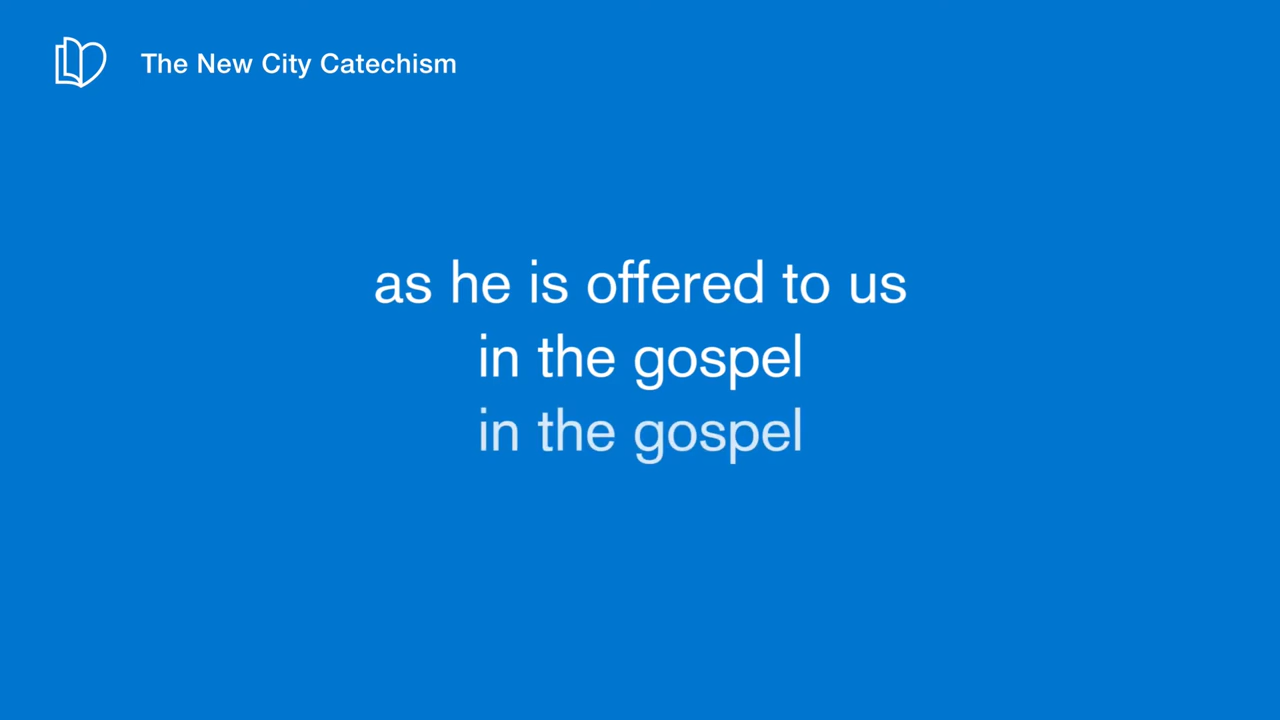 The New City Catechism
as he is offered to us
in the gospel
in the gospel